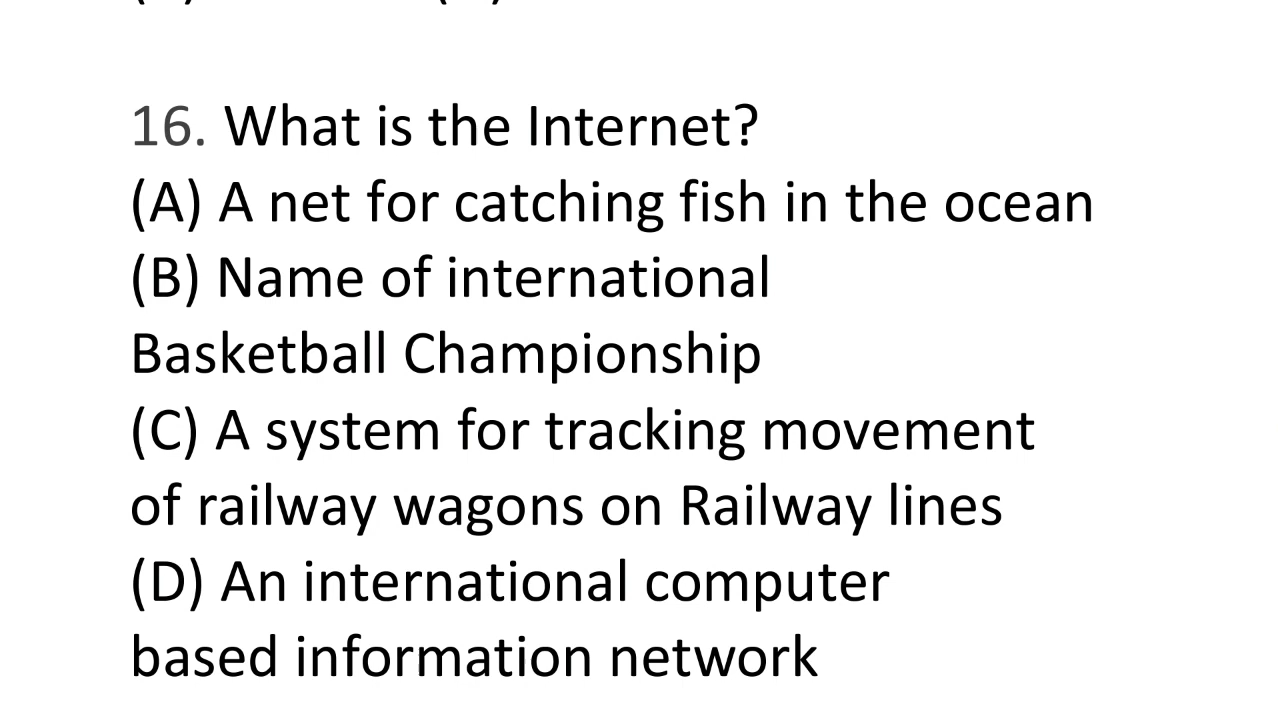 16. What is the Internet?
(A) A net for catching fish in the ocean
(B) Name of international
Basketball Championship
(C) A system for tracking movement
of railway wagons on Railway lines
(D) An international computer
based information network